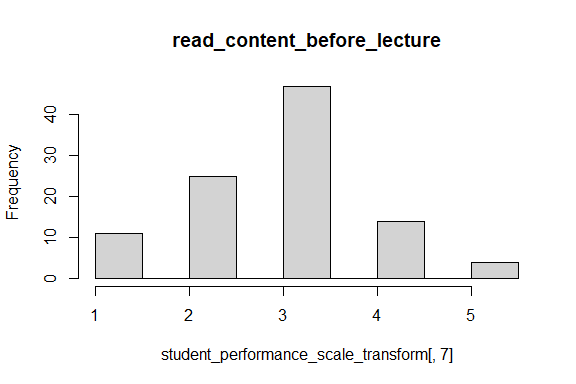 read_content_before_lecture
Frequency
40
30
20
10
0
1 2 3 4 5
student_performance_scale_transform[, 7]